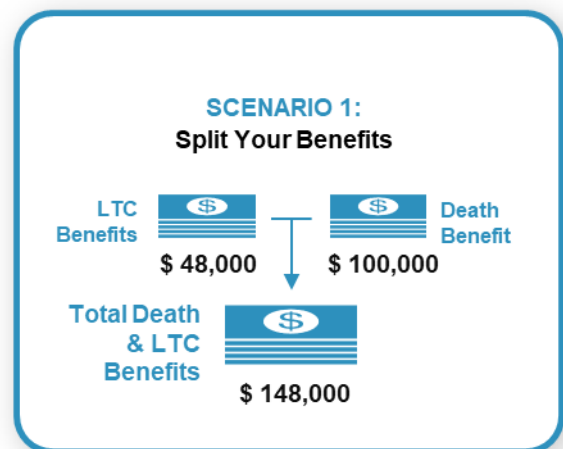 SCENARIO 1:
Split Your Benefits
LTC
Benefits
$
$ 48,000
$
$ 100,000
Death
Benefit
Total Death
& LTC
Benefits
$
$ 148,000